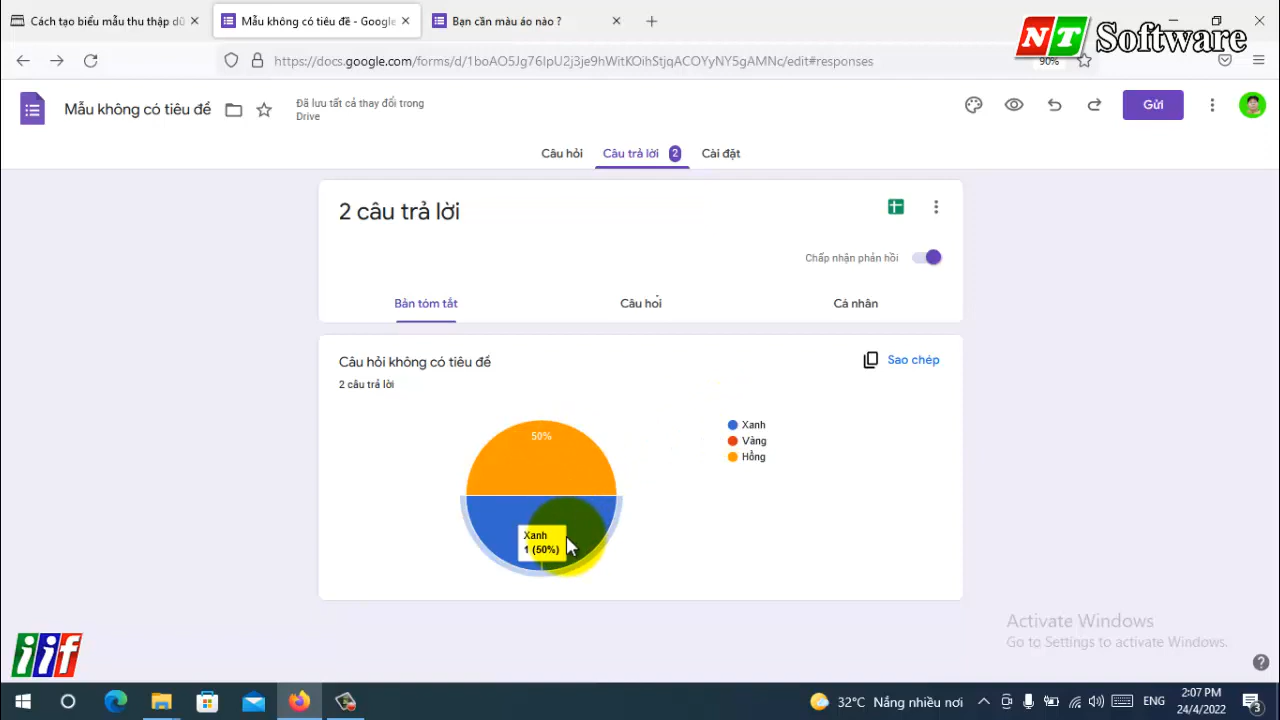 Cách tạo biểu mẫu thu thập dữ
Mẫu không có tiêu đề - Google
Bạn cần màu áo nào ?
NT Software
https://docs.google.com/forms/d/1boAO5Jg76IpU2j3je9hWitKOihStjqACOYyNY5gAMNc/edit#responses
90%
Mẫu không có tiêu đề
Đã lưu tất cả thay đổi trong
Drive
Gửi
Câu hỏi
Câu trả lời 2
Cài đặt
2 câu trả lời
Chấp nhận phản hồi
Bản tóm tắt
Câu hỏi
Cá nhân
Câu hỏi không có tiêu đề
Sao chép
2 câu trả lời
50%
Xanh
Vàng
Hồng
Xanh
1 (50%)
Activate Windows
Go to Settings to activate Windows.
iif
32°C Nắng nhiều nơi
ENG
2:07 PM
24/4/2022
3